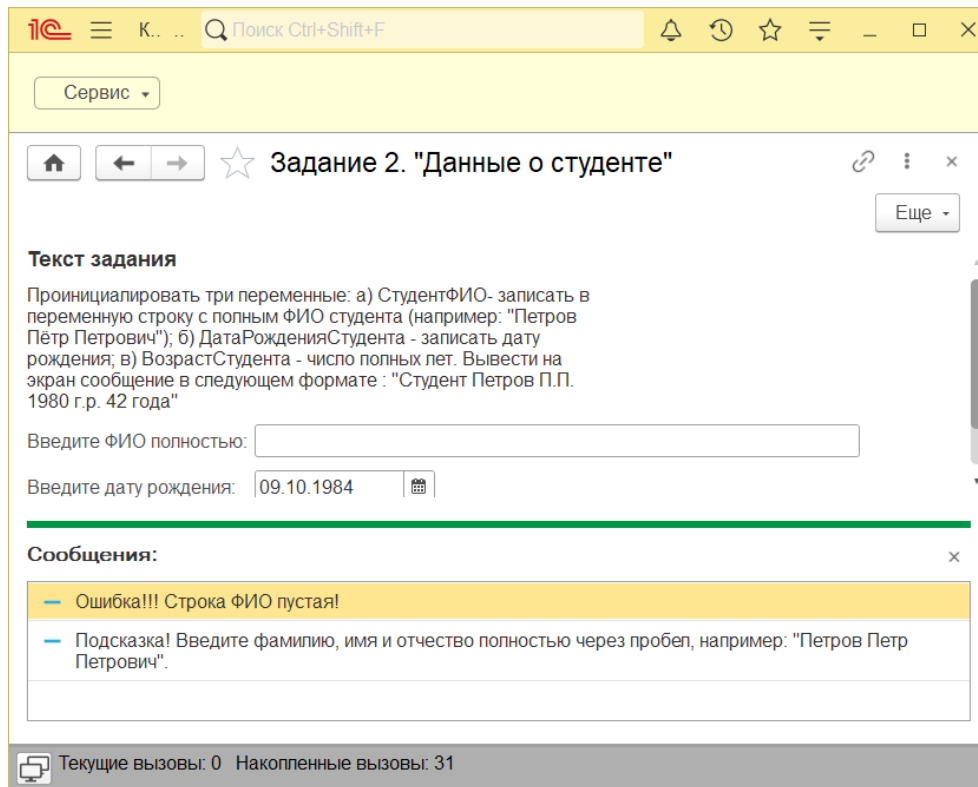 1С К.. .. Поиск Ctrl+Shift+F
Сервис
Задание 2. "Данные о студенте"
Еще
Текст задания
Проинициалировать три переменные: а) СтудентФИО- записать в
переменную строку с полным ФИО студента (например: "Петров
Пётр Петрович"); б) ДатаРожденияСтудента - записать дату
рождения; в) ВозрастСтудента - число полных лет. Вывести на
экран сообщение в следующем формате : "Студент Петров П.П.
1980 г.р. 42 года"
Введите ФИО полностью:
Введите дату рождения: 09.10.1984
Сообщения:
Ошибка!!! Строка ФИО пустая!
Подсказка! Введите фамилию, имя и отчество полностью через пробел, например: "Петров Петр
Петрович".
Текущие вызовы: 0 Накопленные вызовы: 31